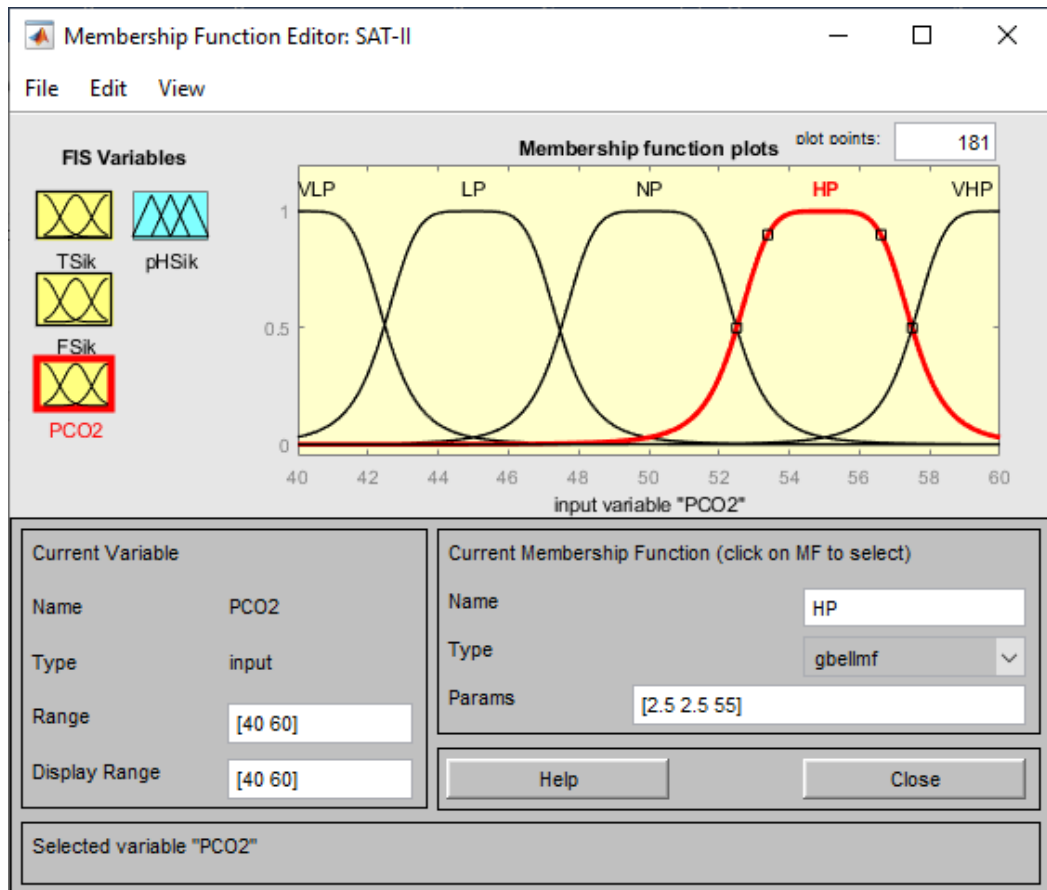 Membership Function Editor: SAT-II
File Edit View
FIS Variables
TSik pHSik
FSik
PCO2
Membership function plots plot points: 181
VLP LP NP HP VHP
1
0.5
0
40 42 44 46 48 50 52 54 56 58 60
input variable "PCO2"
Current Variable
Name PCO2
Type input
Range [40 60]
Display Range [40 60]
Current Membership Function (click on MF to select)
Name HP
Type gbellmf
Params [2.5 2.5 55]
Help Close
Selected variable "PCO2"